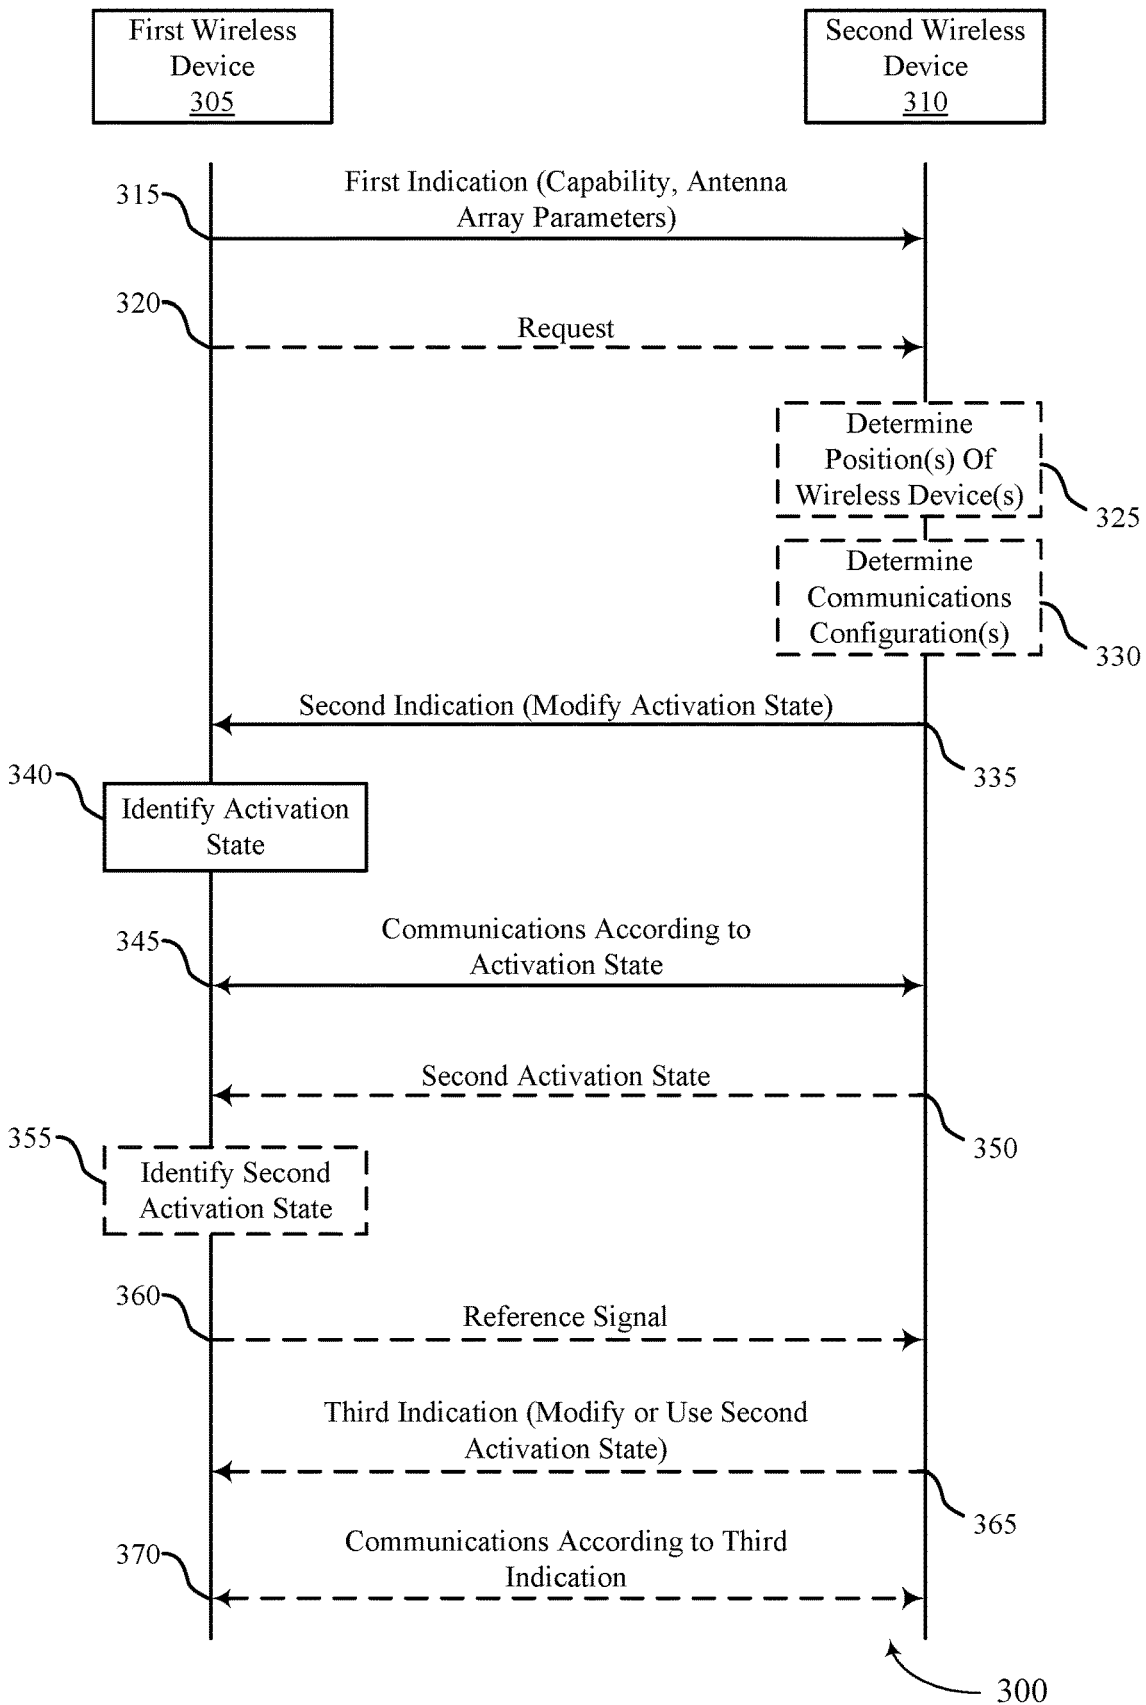 First Wireless
Device
305
Second Wireless
Device
310
First Indication (Capability, Antenna
Array Parameters)
315
320
Request
Determine
Position(s) Of
Wireless Device(s)
325
Determine
Communications
Configuration(s)
330
Second Indication (Modify Activation State)
335
340
Identify Activation
State
Communications According to
Activation State
345
Second Activation State
350
355
Identify Second
Activation State
360
Reference Signal
Third Indication (Modify or Use Second
Activation State)
365
Communications According to Third
Indication
370
300